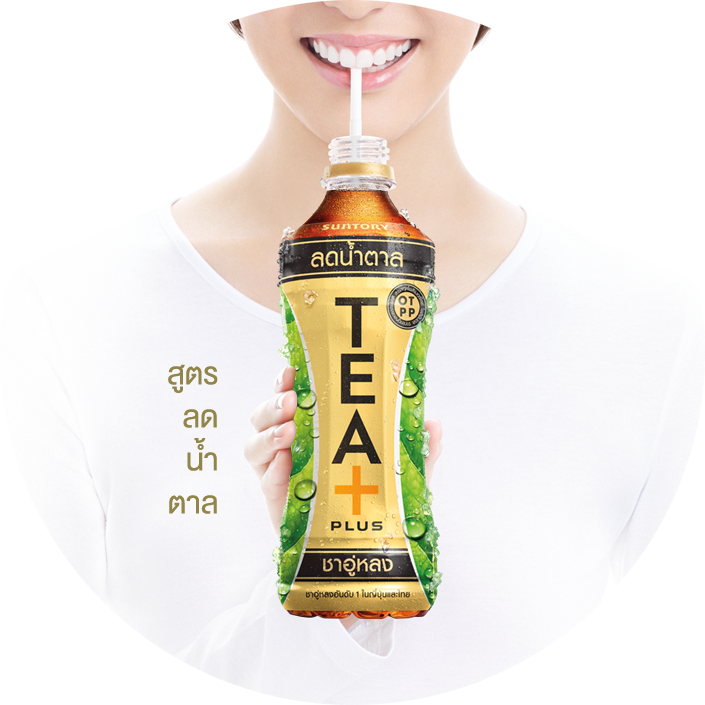 SUNTORY
ลดน้ำตาล
OT
PP
TEA+
PLUS
ชาอู่หลง
ชาอู่หลงอันดับ 1 ในญี่ปุ่นและไทย
สูตร
ลด
น้ำ
ตาล